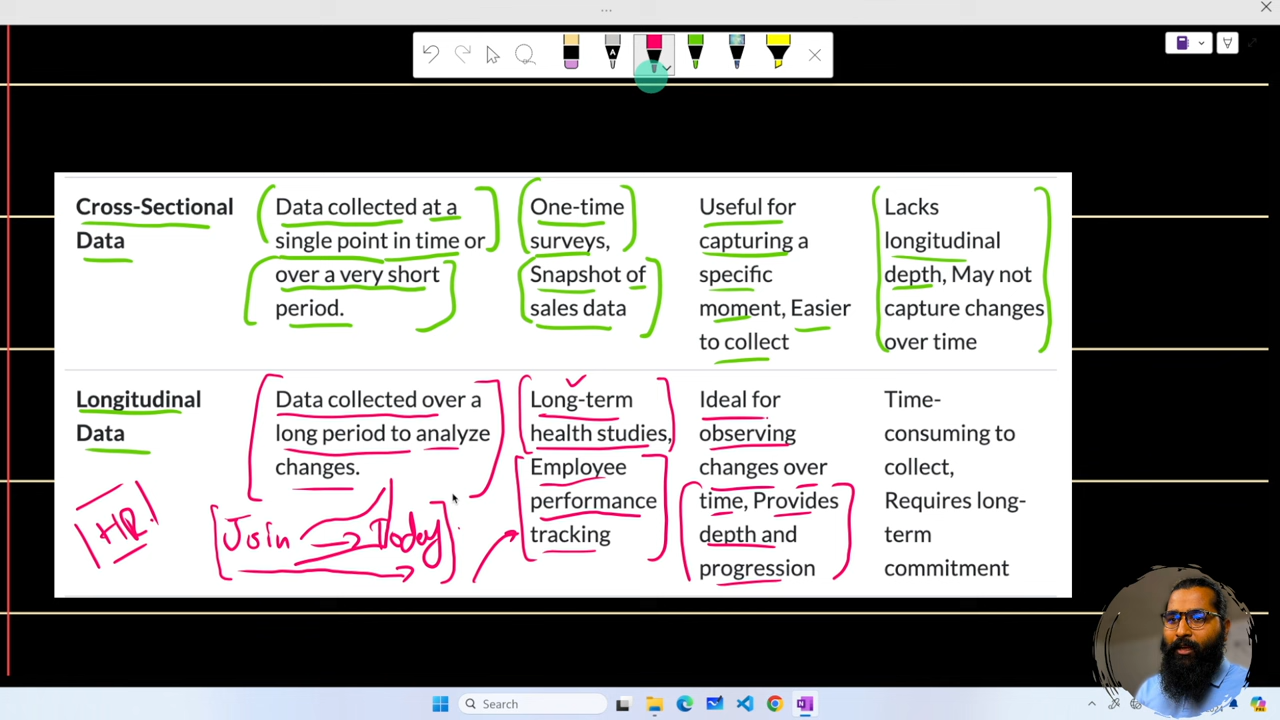 Cross-Sectional
Data
Data collected at a
single point in time or
over a very short
period.
One-time
surveys,
Snapshot of
sales data
Useful for
capturing a
specific
moment, Easier
to collect
Lacks
longitudinal
depth, May not
capture changes
over time
Longitudinal
Data
Data collected over a
long period to analyze
changes.
Long-term
health studies,
Employee
performance
tracking
Ideal for
observing
changes over
time, Provides
depth and
progression
Time-
consuming to
collect,
Requires long-
term
commitment
HR
Join → Today
Search